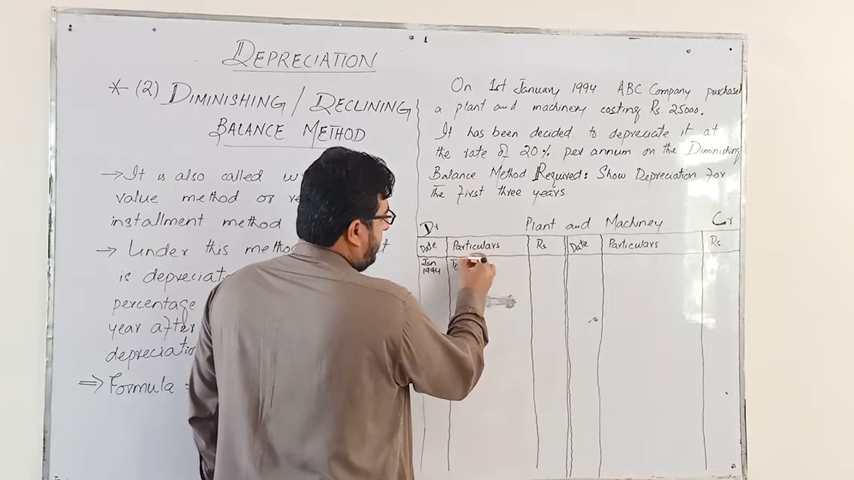 DEPRECIATION
* (2) DIMINISHING / DECLINING
BALANCE METHOD
→ It is also called
value method or
installment method
→ Under this method
is
percentage
year after
⇒ Formula
On 1st January 1994 ABC Company purchased
a plant and machinery costing Rs. 25000.
It has been decided to depreciate it at
the rate of 20% per annum on the Diminishing
Balance Method Required: Show Depreciation for
the first three years
Dr Plant and Machinery Cr
Date Particulars Rs Date Particulars Rs
Jan
1994